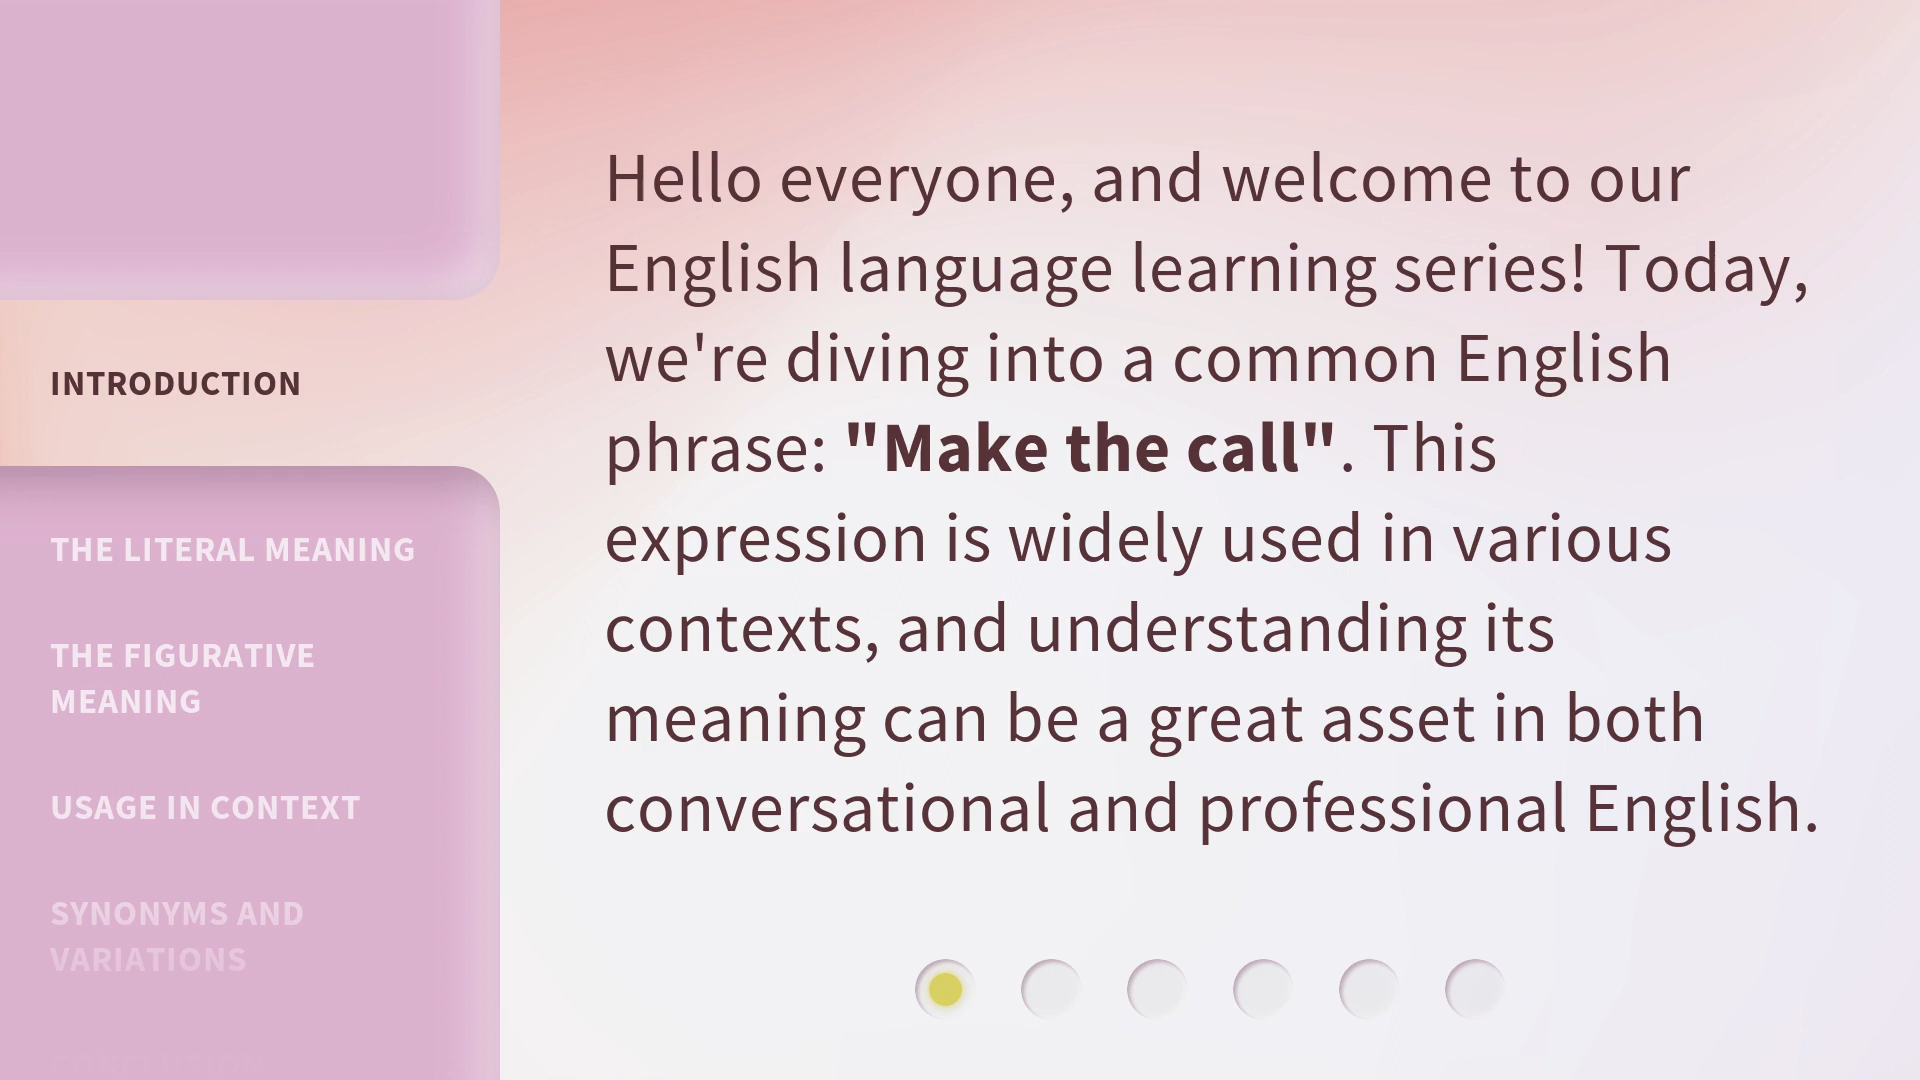 INTRODUCTION
THE LITERAL MEANING
THE FIGURATIVE
MEANING
USAGE IN CONTEXT
SYNONYMS AND
VARIATIONS
CONCLUSION
Hello everyone, and welcome to our
English language learning series! Today,
we're diving into a common English
phrase: "Make the call". This
expression is widely used in various
contexts, and understanding its
meaning can be a great asset in both
conversational and professional English.